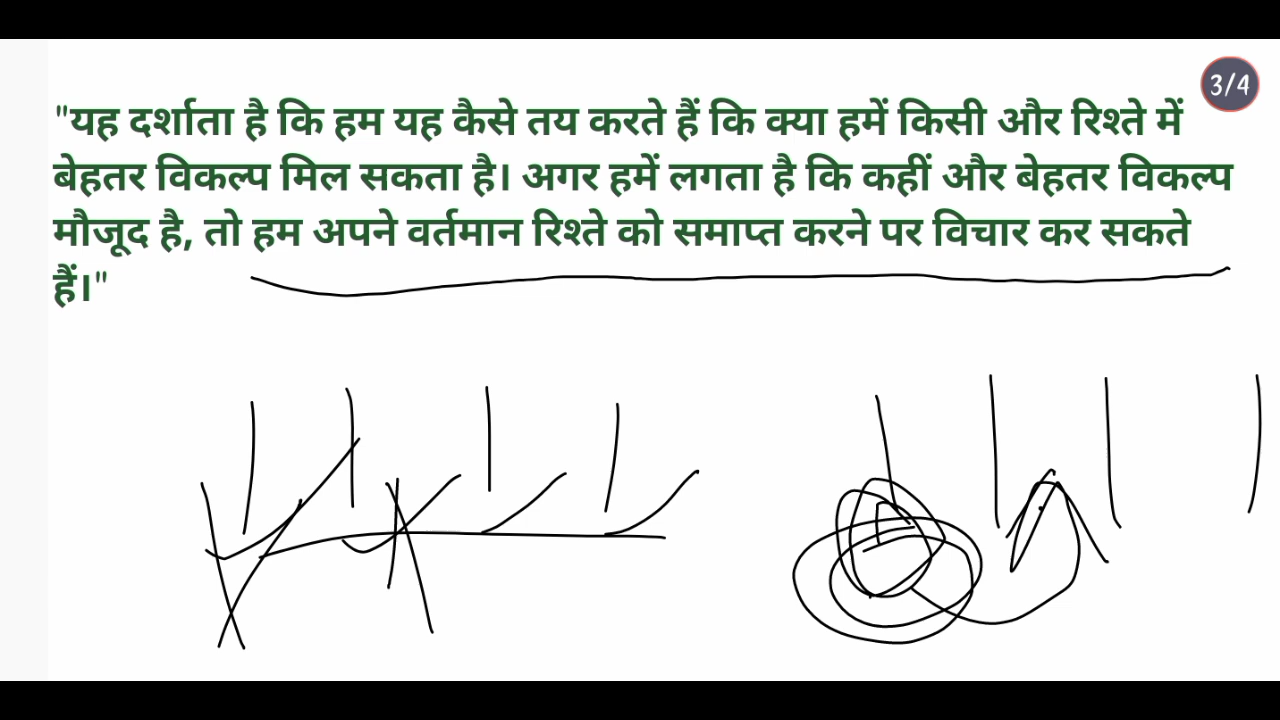 3/4
"यह दर्शाता है कि हम यह कैसे तय करते हैं कि क्या हमें किसी और रिश्ते में
बेहतर विकल्प मिल सकता है। अगर हमें लगता है कि कहीं और बेहतर विकल्प
मौजूद है, तो हम अपने वर्तमान रिश्ते को समाप्त करने पर विचार कर सकते
हैं।"